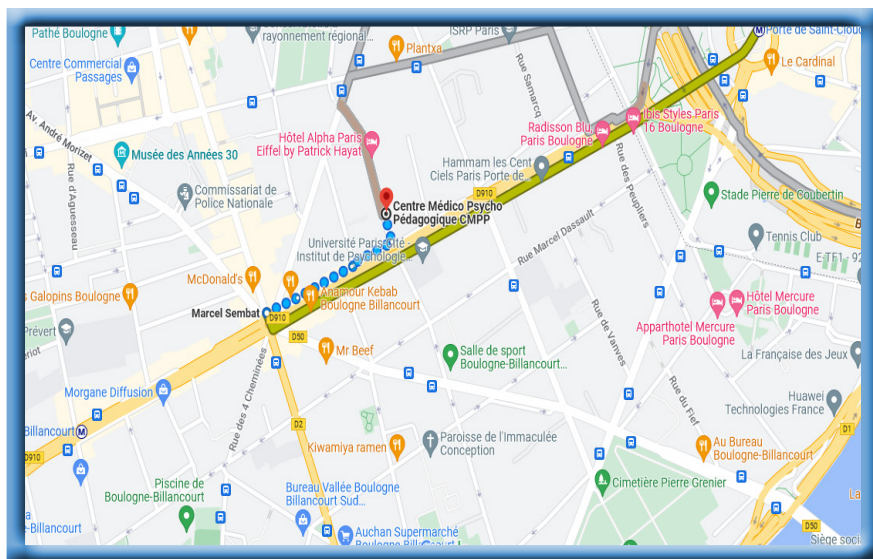 Pathé Boulogne
rayonnement régional...
ISRP Paris
Porte de Saint-Cloud
Plantxa
Le Cardinal
Centre Commercial
Passages
Rue Samarcq
Ibis Styles Paris
16 Boulogne
Radisson Blu,
Paris Boulogne
Av. André Morizet
Hôtel Alpha Paris
Eiffel by Patrick Hayat
Musée des Années 30
Hammam les Cent
Ciels Paris Porte de...
Rue des Peupliers
Rue d'Aguesseau
Commissariat de
Police Nationale
D910
Stade Pierre de Coubertin
Centre Médico Psycho
Pédagogique CMPP
Rue Marcel Dassault
Tennis Club
Université Paris Cité -
Institut de Psychologie...
E-TF1 - 92
McDonald's
s Galopins Boulogne
Anamour Kebab
Boulogne Billancourt
Hôtel Mercure
Paris Boulogne
Apparthotel Mercure
Paris Boulogne
Marcel Sembat
D910
Prévert
D50
Rue de Vanves
Mr Beef
Salle de sport
Boulogne-Billancourt...
La Française des Jeux
Rue des 4 Cheminées
Morgane Diffusion
Rue du Fief
Huawei
Technologies France
D2
Billancourt
D1
Kiwamiya ramen
Paroisse de l'Immaculée
Conception
Au Bureau
Boulogne-Billancourt
D910
Piscine de
Boulogne-Billancourt
Bureau Vallée Boulogne
Billancourt Sud...
Cimetière Pierre Grenier
e-Billancourt
Auchan Supermarché
Boulogne Billancourt Sud
D50
Siège soci